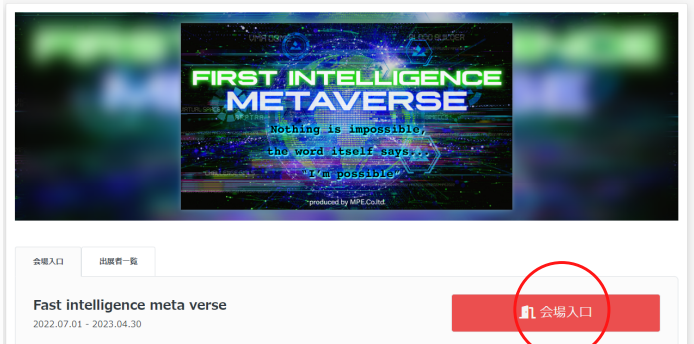 FIRST INTELLIGENCE
METAVERSE
Nothing is impossible,
the word itself says...
"I'm possible"
produced by MPE.Co.ltd.
会場入口
出展者一覧
Fast intelligence meta verse
会場入口
2022.07.01 - 2023.04.30